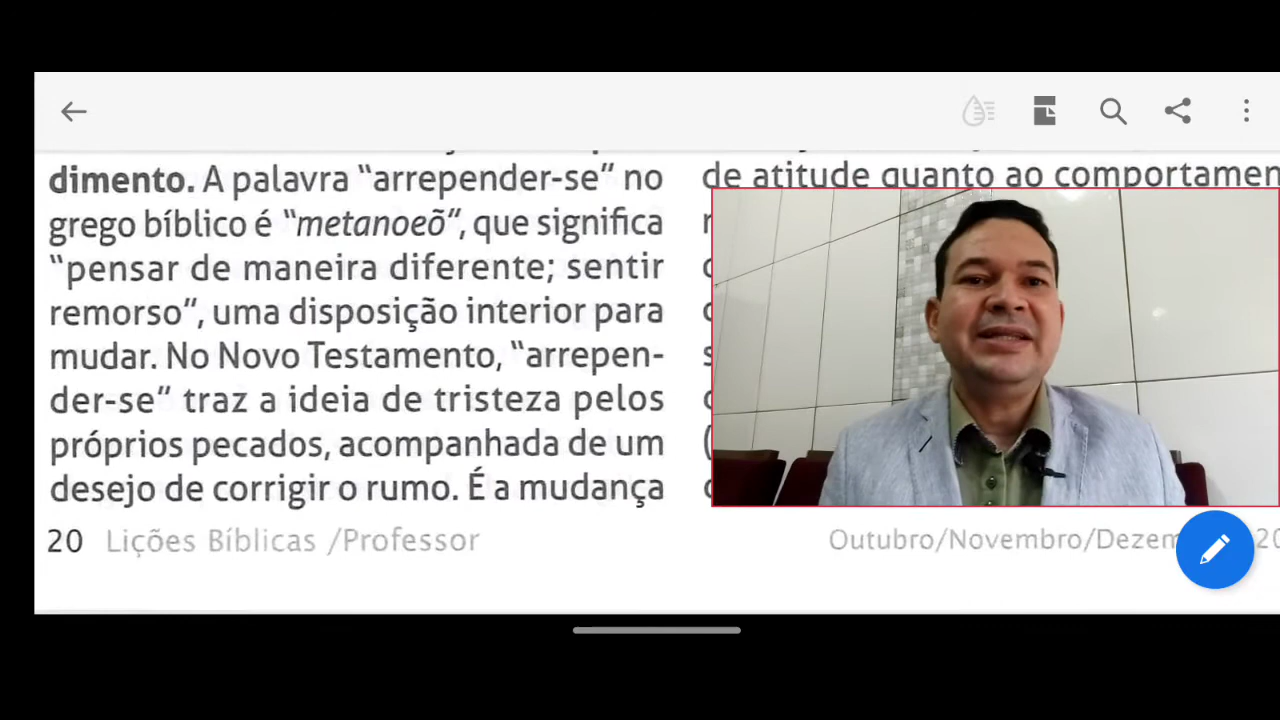 dimento. A palavra “arrepender-se” no
grego bíblico é “metanoeõ”, que significa
“pensar de maneira diferente; sentir
remorso”, uma disposição interior para
mudar. No Novo Testamento, “arrepen-
der-se” traz a ideia de tristeza pelos
próprios pecados, acompanhada de um
desejo de corrigir o rumo. É a mudança
de atitude quanto ao
20 Lições Bíblicas /Professor
Outubro/Novembro/